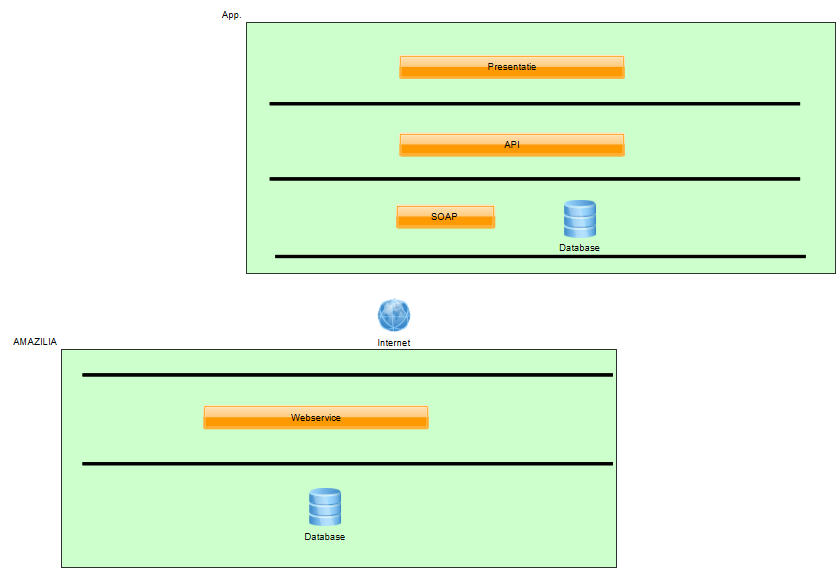 App.
Presentatie
API
SOAP
Database
Internet
AMAZILIA
Webservice
Database